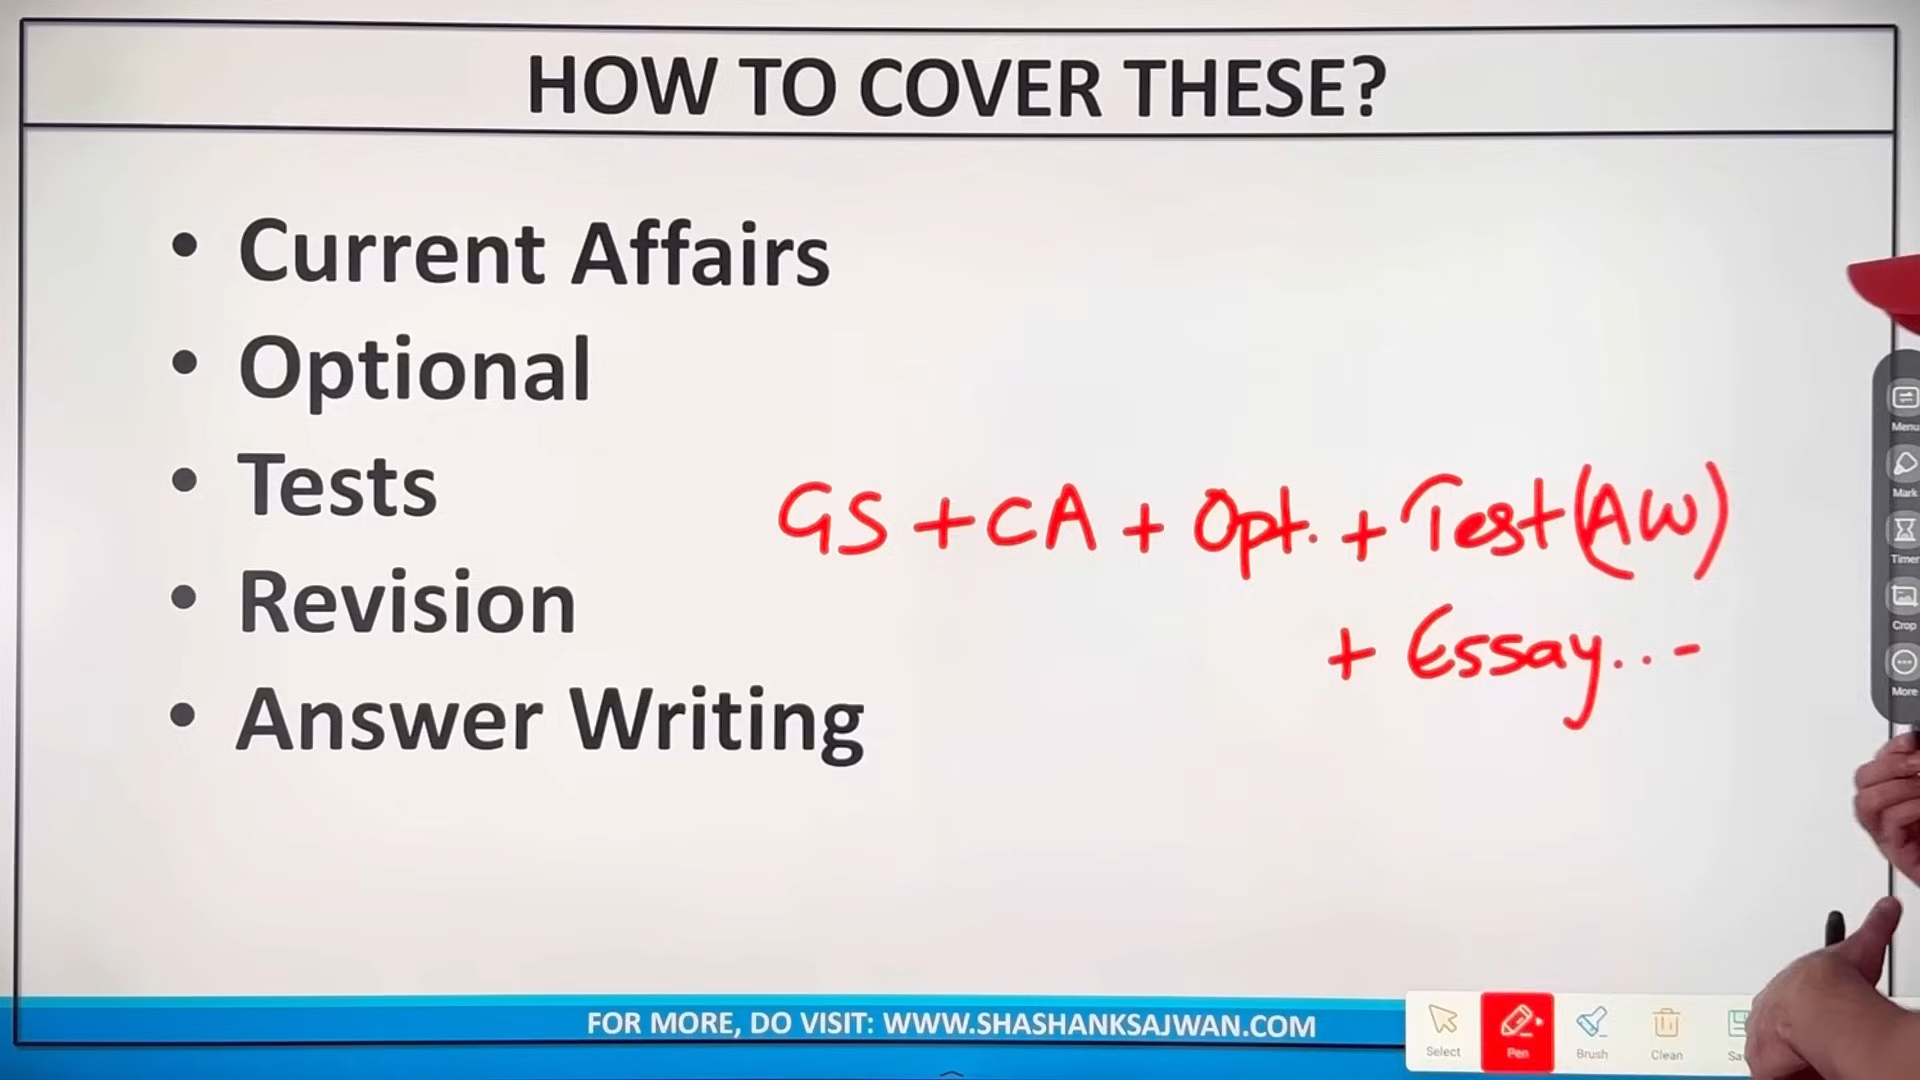 HOW TO COVER THESE?
• Current Affairs
• Optional
• Tests
• Revision
• Answer Writing
GS + CA + Opt. + Test (AW)
+ Essay...-
Menu
Mark
Timer
Crop
More
FOR MORE, DO VISIT: WWW.SHASHANKSAJWAN.COM
Select
Pen
Brush
Clean